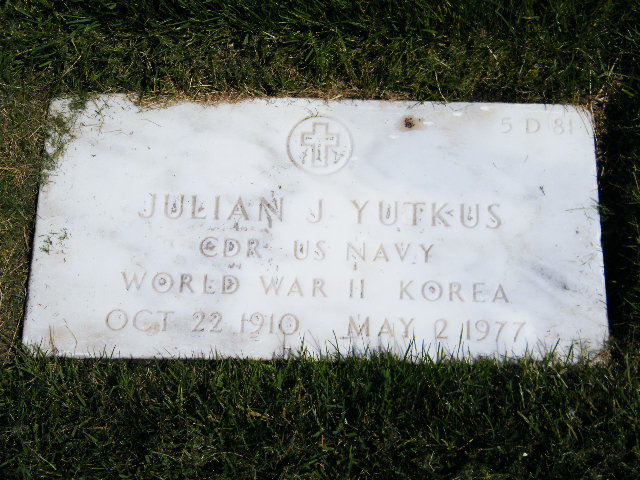 5 D 81
JULIAN J YUTKUS
CDR US NAVY
WORLD WAR II KOREA
OCT 22 1910 MAY 2 1977